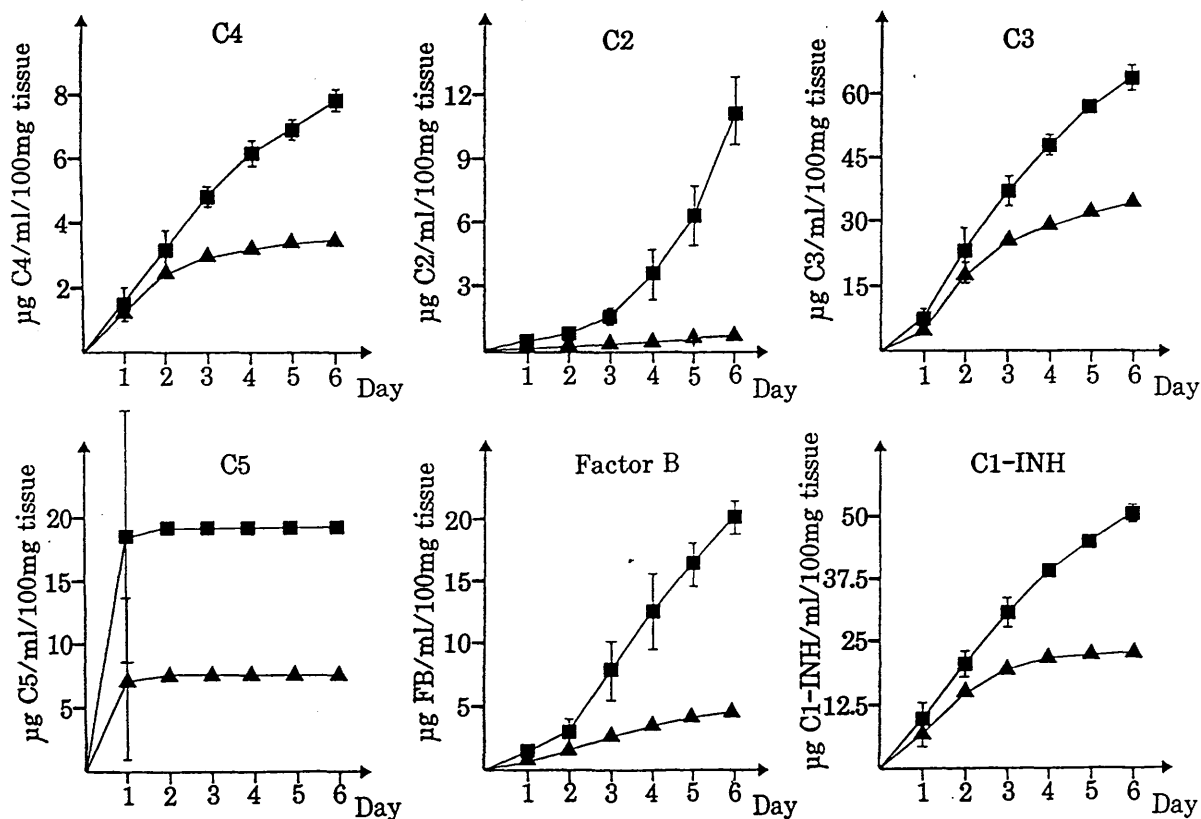 C4
µg C4/ml/100mg tissue
8
6
4
2
1 2 3 4 5 6 Day
C2
µg C2/ml/100mg tissue
12
9
6
3
1 2 3 4 5 6 Day
C3
µg C3/ml/100mg tissue
60
45
30
15
1 2 3 4 5 6 Day
C5
µg C5/ml/100mg tissue
20
15
10
5
1 2 3 4 5 6 Day
Factor B
µg FB/ml/100mg tissue
20
15
10
5
1 2 3 4 5 6 Day
C1-INH
µg C1-INH/ml/100mg tissue
50
37.5
25
12.5
1 2 3 4 5 6 Day